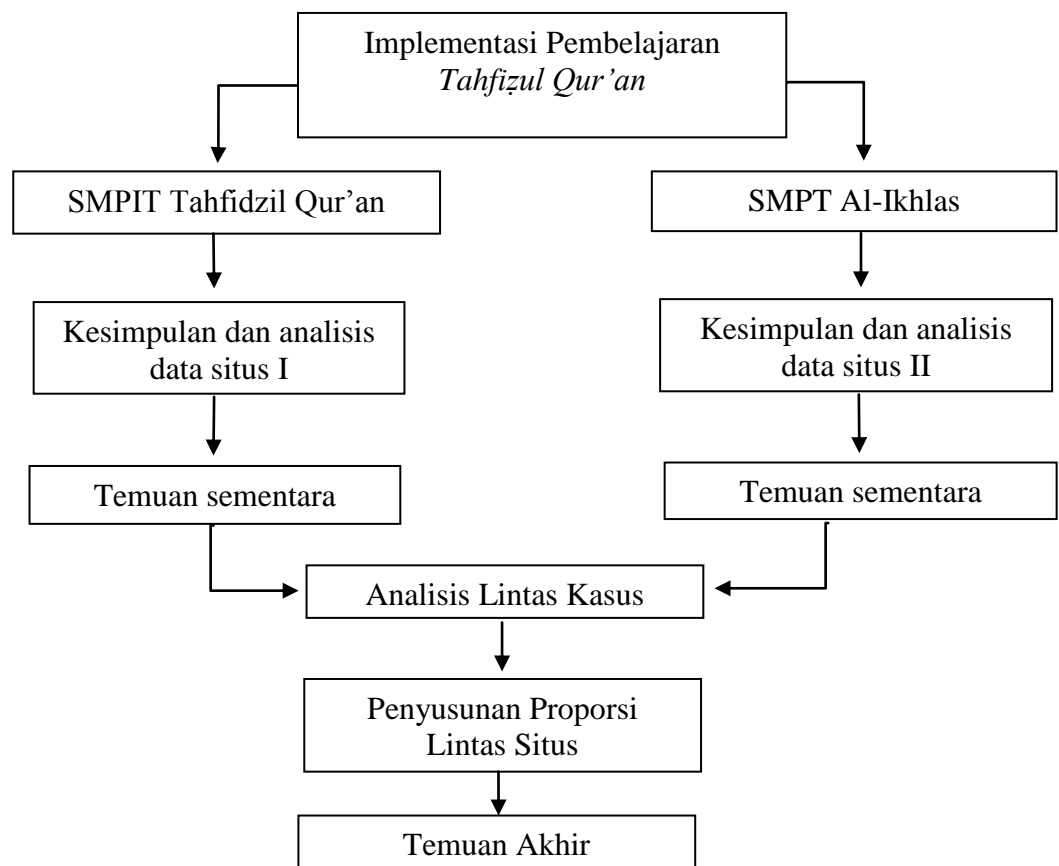 Implementasi Pembelajaran
Tahfiẓul Qur’an
SMPIT Tahfidzil Qur’an
SMPT Al-Ikhlas
Kesimpulan dan analisis
data situs I
Kesimpulan dan analisis
data situs II
Temuan sementara
Temuan sementara
Analisis Lintas Kasus
Penyusunan Proporsi
Lintas Situs
Temuan Akhir